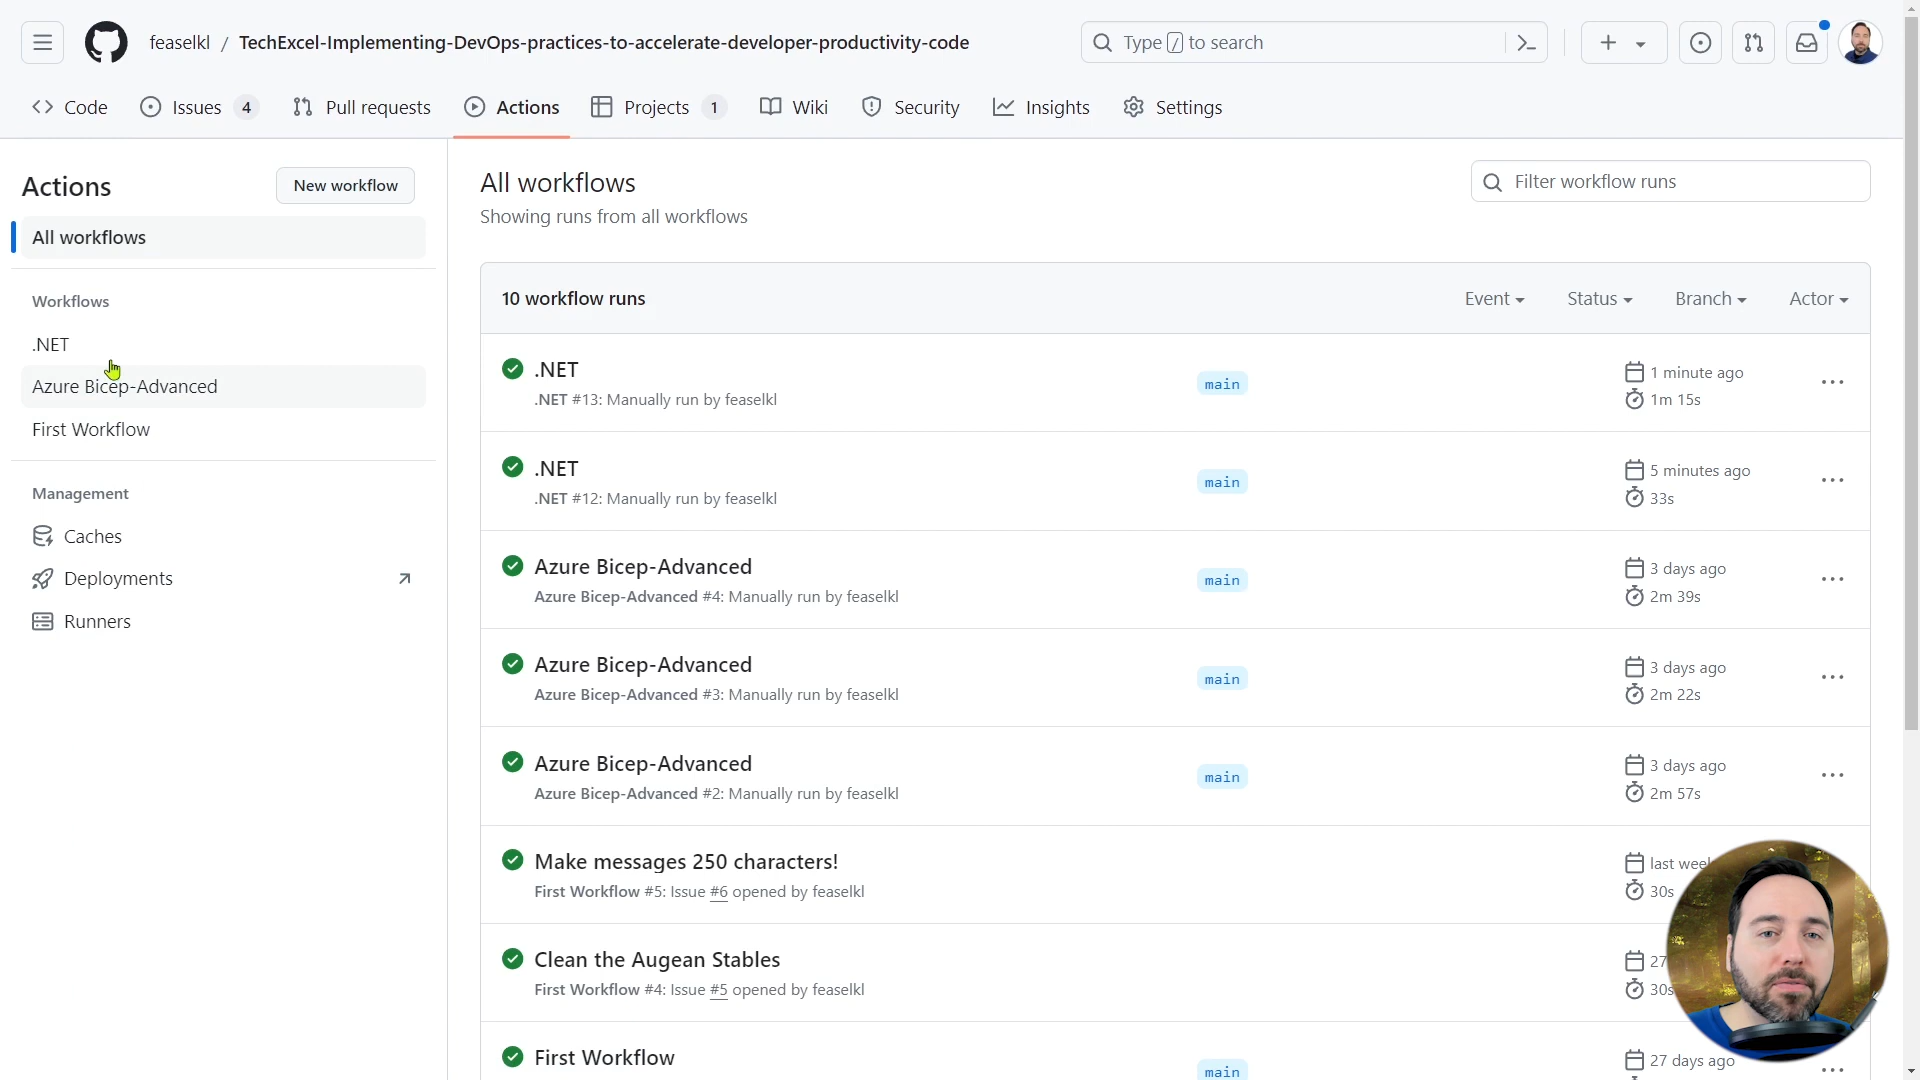 feaselkl / TechExcel-Implementing-DevOps-practices-to-accelerate-developer-productivity-code
Type / to search
Code
Issues 4
Pull requests
Actions
Projects 1
Wiki
Security
Insights
Settings
Actions
New workflow
All workflows
Workflows
.NET
Azure Bicep-Advanced
First Workflow
Management
Caches
Deployments
Runners
All workflows
Showing runs from all workflows
Filter workflow runs
10 workflow runs
Event
Status
Branch
Actor
.NET
.NET #13: Manually run by feaselkl
main
1 minute ago
1m 15s
.NET
.NET #12: Manually run by feaselkl
main
5 minutes ago
33s
Azure Bicep-Advanced
Azure Bicep-Advanced #4: Manually run by feaselkl
main
3 days ago
2m 39s
Azure Bicep-Advanced
Azure Bicep-Advanced #3: Manually run by feaselkl
main
3 days ago
2m 22s
Azure Bicep-Advanced
Azure Bicep-Advanced #2: Manually run by feaselkl
main
3 days ago
2m 57s
Make messages 250 characters!
First Workflow #5: Issue #6 opened by feaselkl
last
30s
Clean the Augean Stables
First Workflow #4: Issue #5 opened by feaselkl
27
30s
First Workflow
main
27 days ago